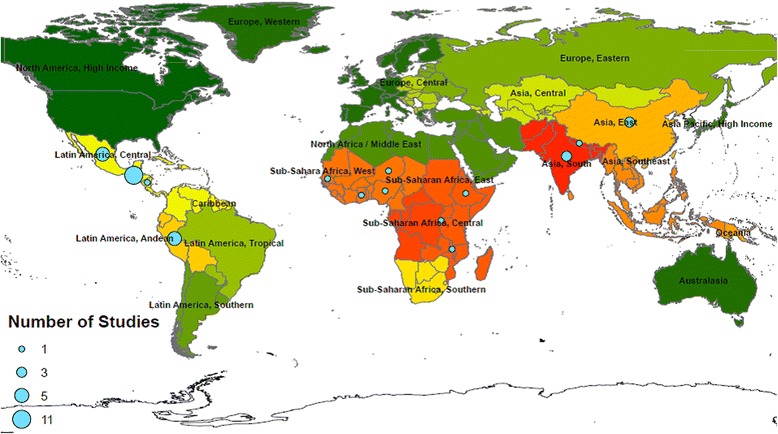 Europe, Western
Europe, Eastern
North America, High Income
Europe, Central
Asia, Central
Asia, East
Asia Pacific, High Income
North Africa / Middle East
Latin America, Central
Asia, South
Asia, Southeast
Sub-Sahara Africa, West
Sub-Saharan Africa, East
Caribbean
Sub-Saharan Africa, Central
Oceania
Latin America, Andean
Latin America, Tropical
Australasia
Sub-Saharan Africa, Southern
Latin America, Southern
Number of Studies
1
3
5
11